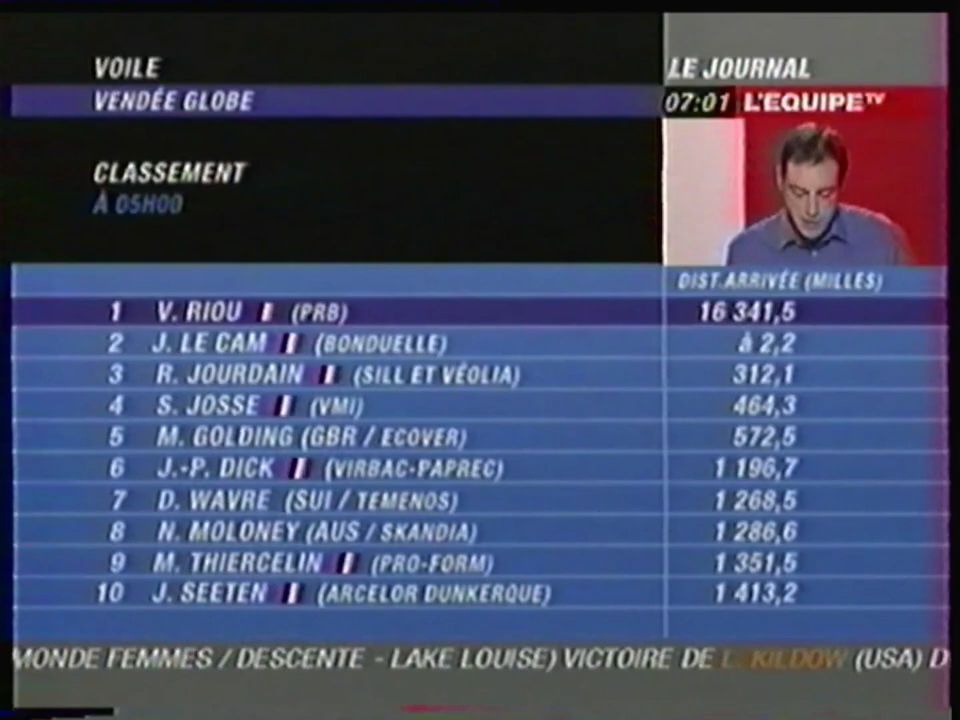 VOILE
LE JOURNAL
VENDÉE GLOBE
07:01 L'EQUIPE TV
CLASSEMENT
À 05H00
DIST.ARRIVÉE (MILLES)
1 V. RIOU (PRB) 16 341,5
2 J. LE CAM (BONDUELLE) à 2,2
3 R. JOURDAIN (SILL ET VÉOLIA) 312,1
4 S. JOSSE (VMI) 464,3
5 M. GOLDING (GBR / ECOVER) 572,5
6 J.-P. DICK (VIRBAC-PAPREC) 1 196,7
7 D. WAVRE (SUI / TEMENOS) 1 268,5
8 N. MOLONEY (AUS / SKANDIA) 1 286,6
9 M. THIERCELIN (PRO-FORM) 1 351,5
10 J. SEETEN (ARCELOR DUNKERQUE) 1 413,2
MONDE FEMMES / DESCENTE - LAKE LOUISE) VICTOIRE DE L. KILDOW (USA) D